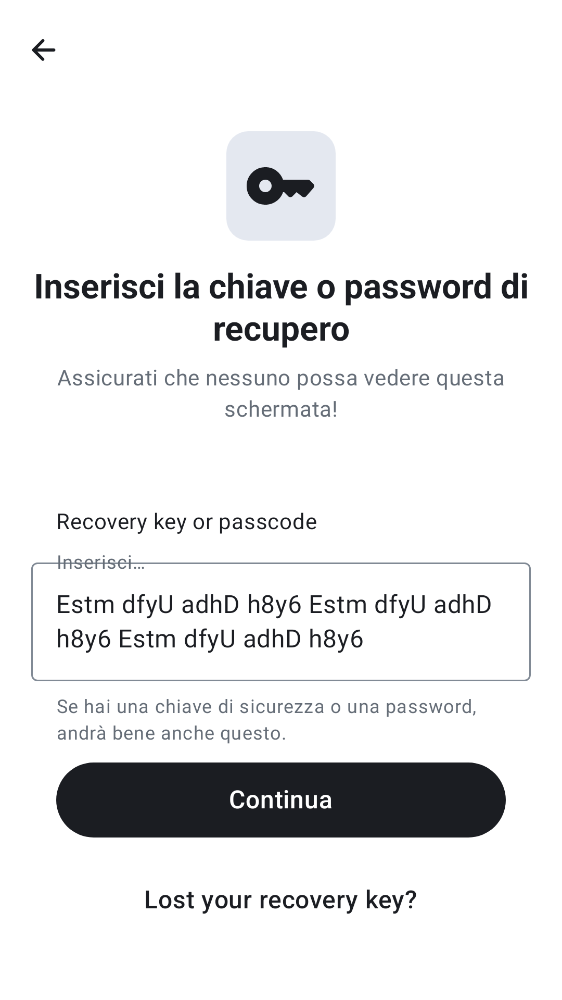 Inserisci la chiave o password di
recupero
Assicurati che nessuno possa vedere questa
schermata!
Recovery key or passcode
Inserisci…
Estm dfyU adhD h8y6 Estm dfyU adhD
h8y6 Estm dfyU adhD h8y6
Se hai una chiave di sicurezza o una password,
andrà bene anche questo.
Continua
Lost your recovery key?